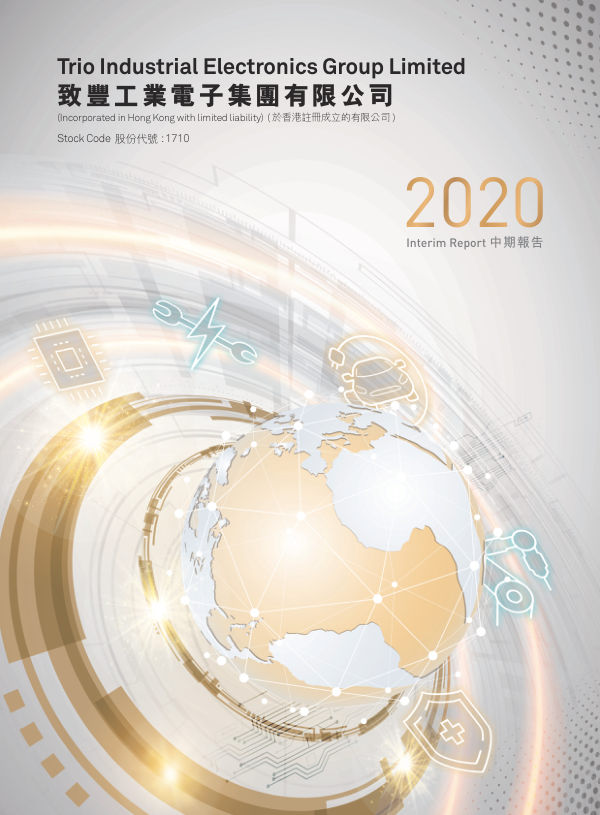 Trio Industrial Electronics Group Limited
致豐工業電子集團有限公司
(Incorporated in Hong Kong with limited liability) (於香港註冊成立的有限公司)
Stock Code 股份代號 : 1710
2020
Interim Report 中期報告